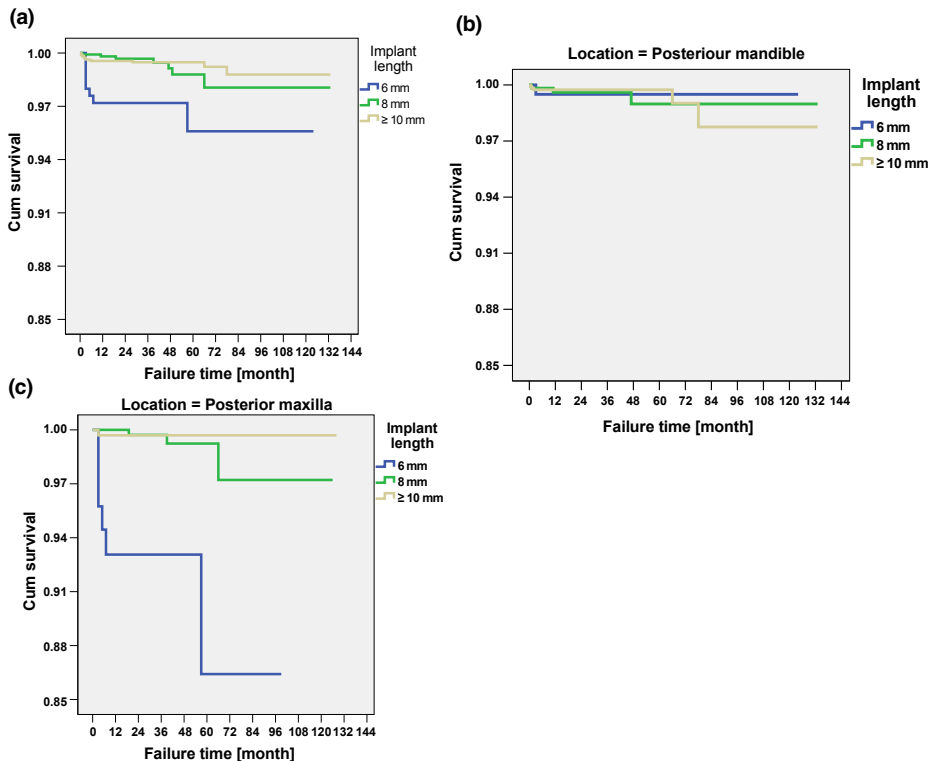 (a)
1.00
0.97
0.94
0.91
0.88
0.85
Cum survival
0 12 24 36 48 60 72 84 96 108 120 132 144
Failure time [month]
Implant
length
6 mm
8 mm
≥ 10 mm
(b)
Location = Posteriour mandible
1.00
0.97
0.94
0.91
0.88
0.85
Cum survival
0 12 24 36 48 60 72 84 96 108 120 132 144
Failure time [month]
Implant
length
6 mm
8 mm
≥ 10 mm
(c)
Location = Posterior maxilla
1.00
0.97
0.94
0.91
0.88
0.85
Cum survival
0 12 24 36 48 60 72 84 96 108 120 132 144
Failure time [month]
Implant
length
6 mm
8 mm
≥ 10 mm